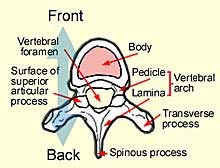 Front
Vertebral
foramen
Body
Surface of
superior
articular
process
Pedicle
Lamina
Vertebral
arch
Transverse
process
Back
Spinous process